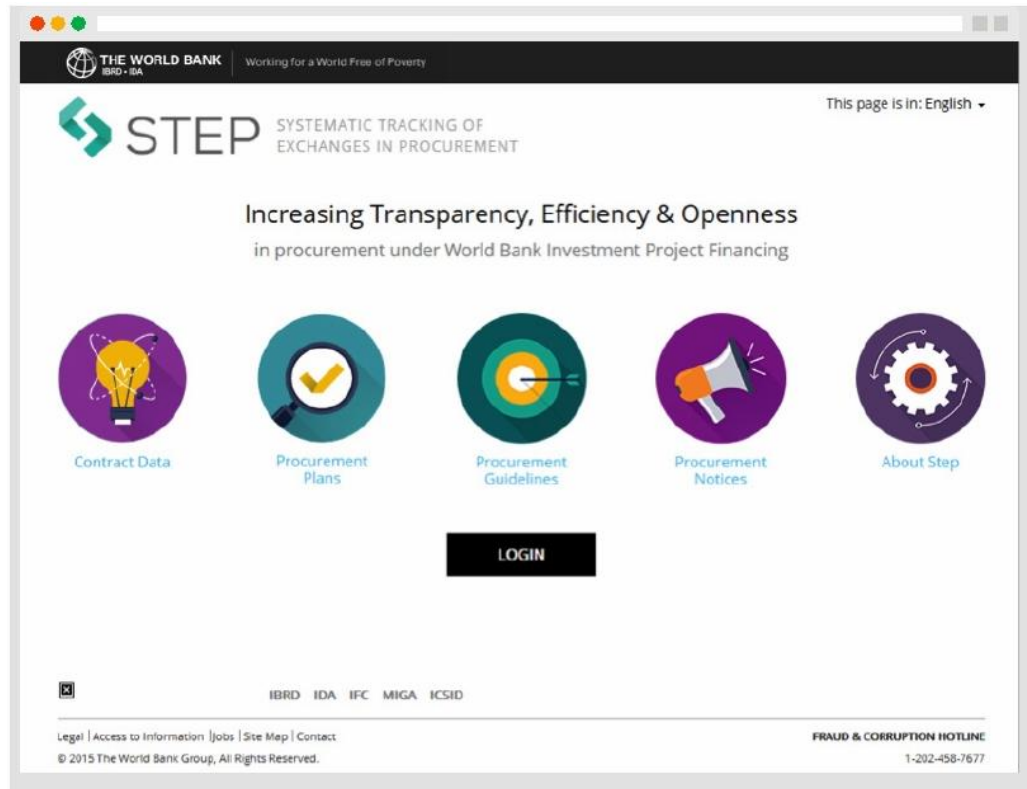 THE WORLD BANK
IBRD • IDA
Working for a World Free of Poverty
This page is in: English
STEP
SYSTEMATIC TRACKING OF
EXCHANGES IN PROCUREMENT
Increasing Transparency, Efficiency & Openness
in procurement under World Bank Investment Project Financing
Contract Data
Procurement
Plans
Procurement
Guidelines
Procurement
Notices
About Step
LOGIN
IBRD IDA IFC MIGA ICSID
Legal | Access to Information | Jobs | Site Map | Contact
FRAUD & CORRUPTION HOTLINE
© 2015 The World Bank Group, All Rights Reserved.
1-202-458-7677